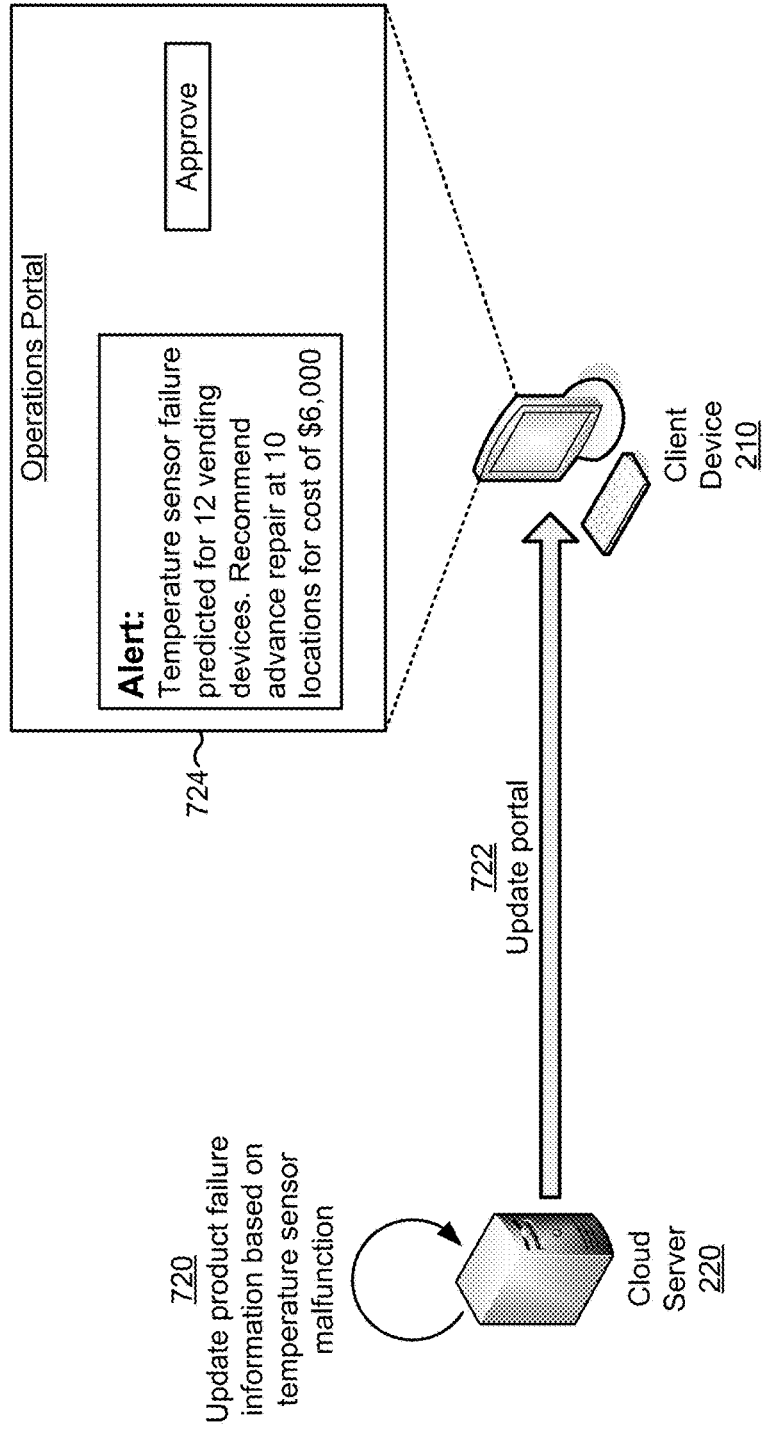 720
Update product failure
information based on
temperature sensor
malfunction
Cloud
Server
220
722
Update portal
724
Operations Portal
Alert:
Temperature sensor failure
predicted for 12 vending
devices. Recommend
advance repair at 10
locations for cost of $6,000
Approve
Client
Device
210